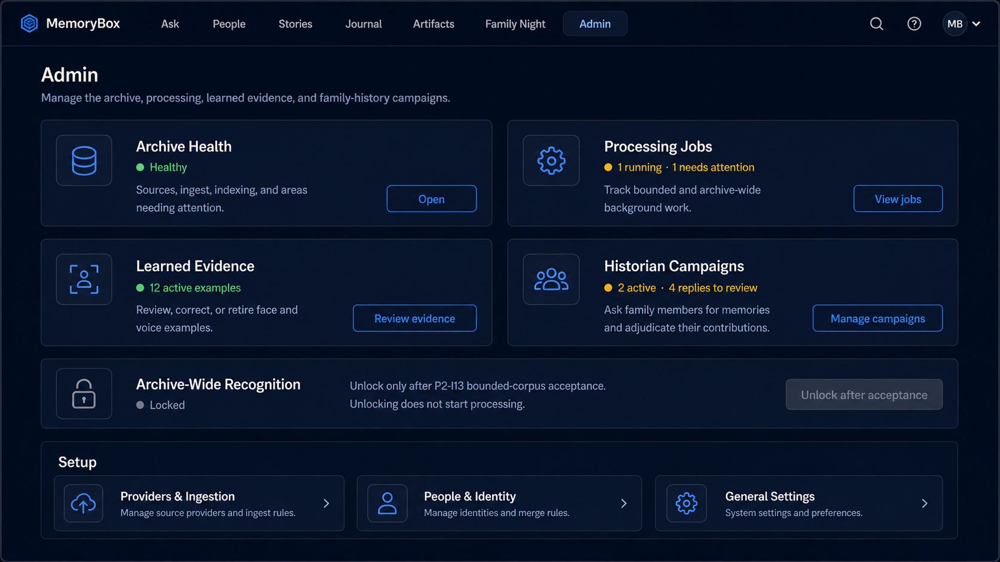 MemoryBox
Ask
People
Stories
Journal
Artifacts
Family Night
Admin
MB
Admin
Manage the archive, processing, learned evidence, and family-history campaigns.
Archive Health
Healthy
Sources, ingest, indexing, and areas
needing attention.
Open
Processing Jobs
1 running · 1 needs attention
Track bounded and archive-wide
background work.
View jobs
Learned Evidence
12 active examples
Review, correct, or retire face and
voice examples.
Review evidence
Historian Campaigns
2 active · 4 replies to review
Ask family members for memories
and adjudicate their contributions.
Manage campaigns
Archive-Wide Recognition
Locked
Unlock only after P2-I13 bounded-corpus acceptance.
Unlocking does not start processing.
Unlock after acceptance
Setup
Providers & Ingestion
Manage source providers and ingest rules.
People & Identity
Manage identities and merge rules.
General Settings
System settings and preferences.